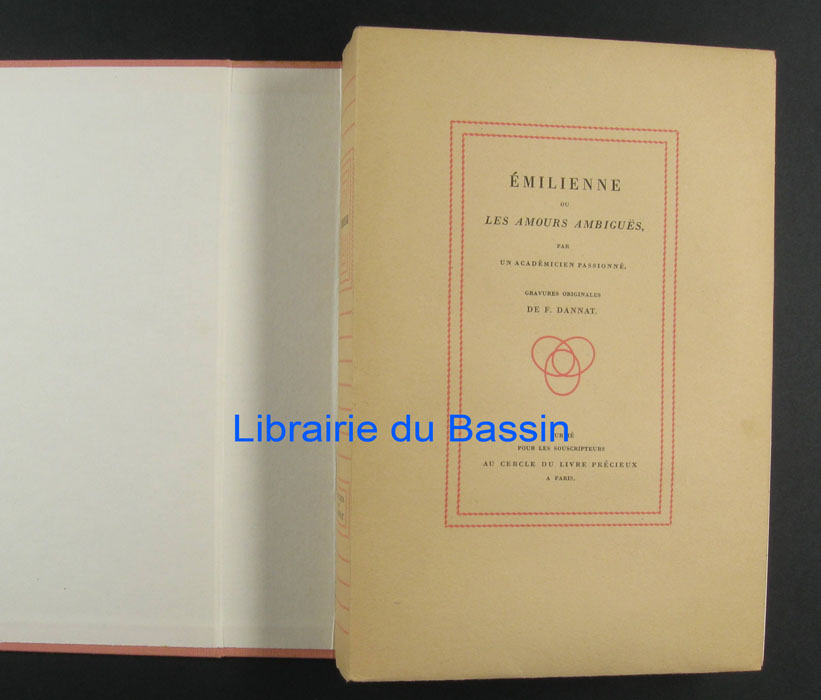 ÉMILIENNE
OU
LES AMOURS AMBIGUËS,
PAR
UN ACADÉMICIEN PASSIONNÉ.
GRAVURES ORIGINALES
DE F. DANNAT.
Librairie du Bassin
POUR LES SOUSCRIPTEURS
AU CERCLE DU LIVRE PRÉCIEUX
A PARIS.